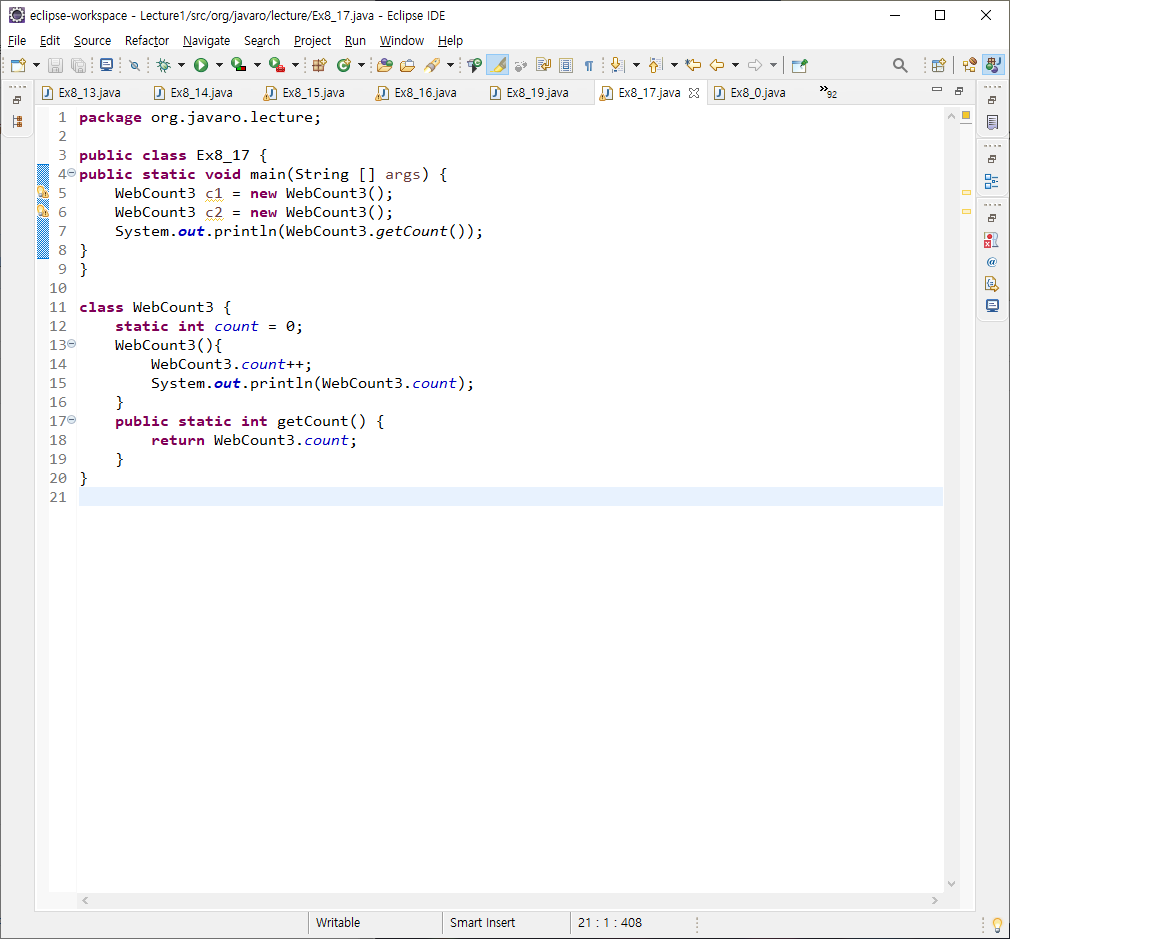 eclipse-workspace - Lecture1/src/org/javaro/lecture/Ex8_17.java - Eclipse IDE
File Edit Source Refactor Navigate Search Project Run Window Help
Ex8_13.java Ex8_14.java Ex8_15.java Ex8_16.java Ex8_19.java Ex8_17.java Ex8_0.java »92
1 package org.javaro.lecture;
2
3 public class Ex8_17 {
4 public static void main(String [] args) {
5     WebCount3 c1 = new WebCount3();
6     WebCount3 c2 = new WebCount3();
7     System.out.println(WebCount3.getCount());
8 }
9 }
10
11 class WebCount3 {
12     static int count = 0;
13     WebCount3(){
14         WebCount3.count++;
15         System.out.println(WebCount3.count);
16     }
17     public static int getCount() {
18         return WebCount3.count;
19     }
20 }
21
Writable Smart Insert 21 : 1 : 408